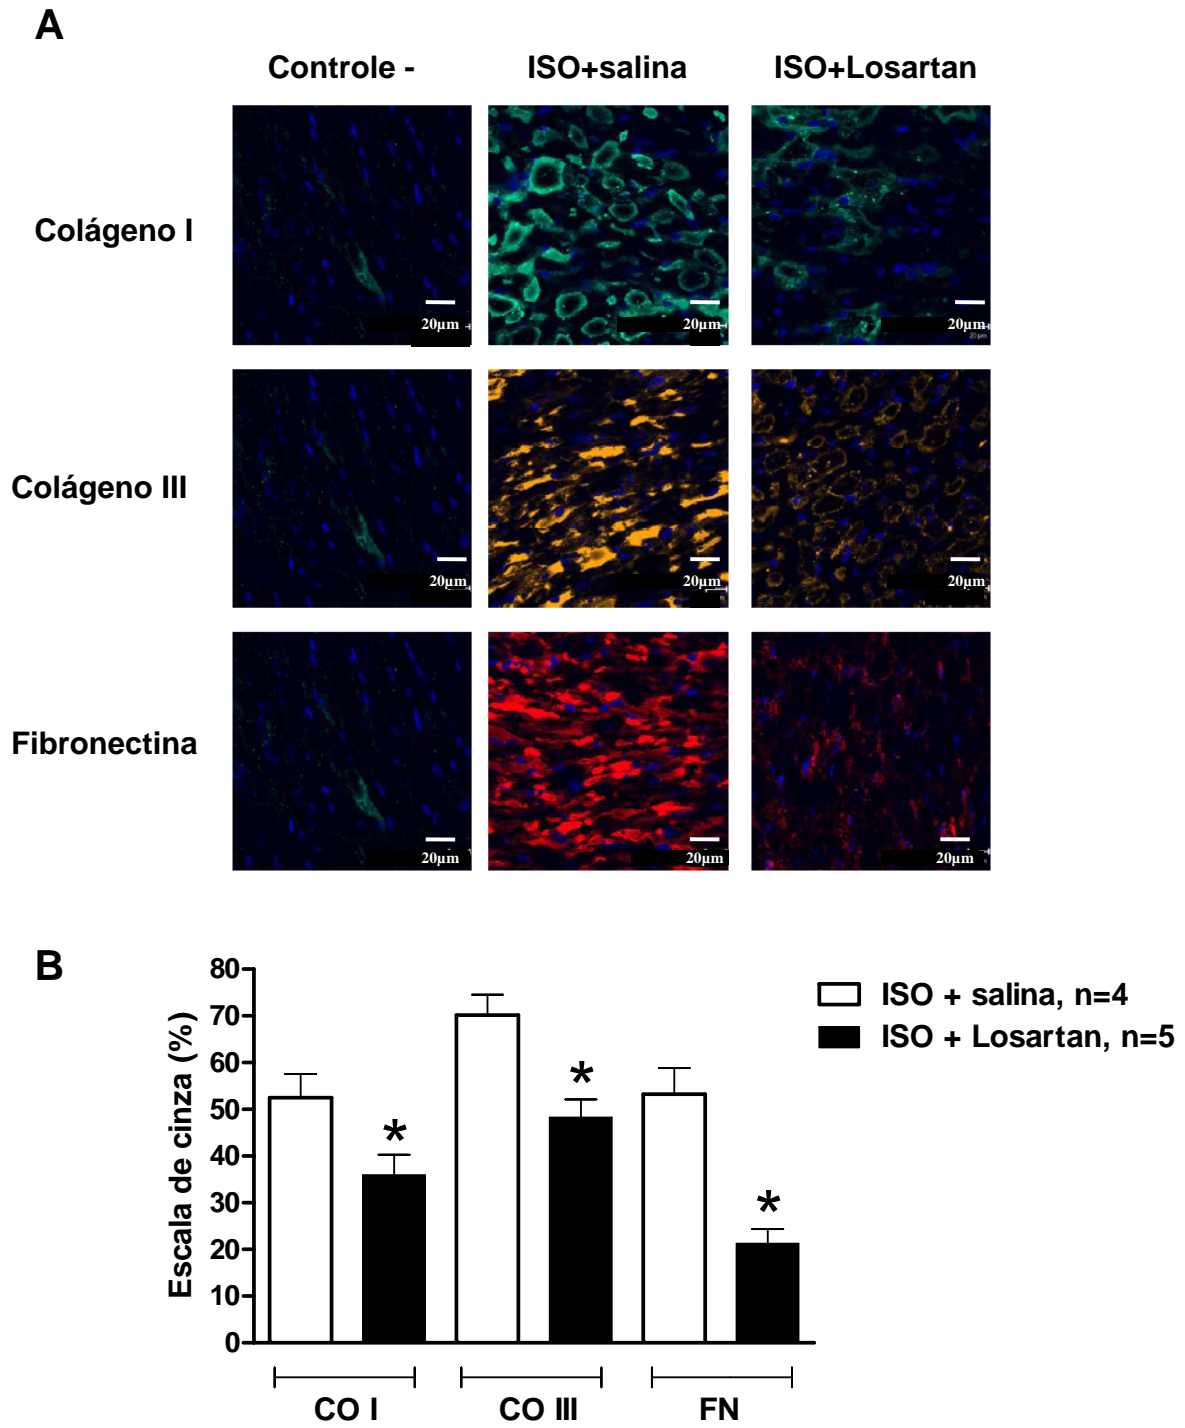 A
Controle - ISO+salina ISO+Losartan
Colágeno I
20µm 20µm 20µm
Colágeno III
20µm 20µm 20µm
Fibronectina
20µm 20µm 20µm
B
Escala de cinza (%)
80
70
60
50
40
30
20
10
0
* * *
CO I CO III FN
ISO + salina, n=4
ISO + Losartan, n=5